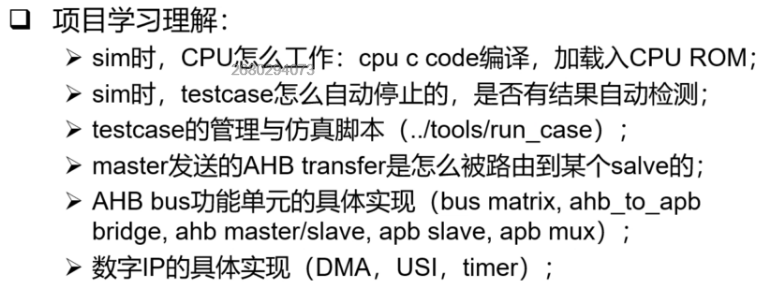 ❑ 项目学习理解：
➢ sim时，CPU怎么工作：cpu c code编译，加载入CPU ROM；
2080294073
➢ sim时，testcase怎么自动停止的，是否有结果自动检测；
➢ testcase的管理与仿真脚本（../tools/run_case）；
➢ master发送的AHB transfer是怎么被路由到某个salve的；
➢ AHB bus功能单元的具体实现（bus matrix, ahb_to_apb
bridge, ahb master/slave, apb slave, apb mux）；
➢ 数字IP的具体实现（DMA，USI，timer）；